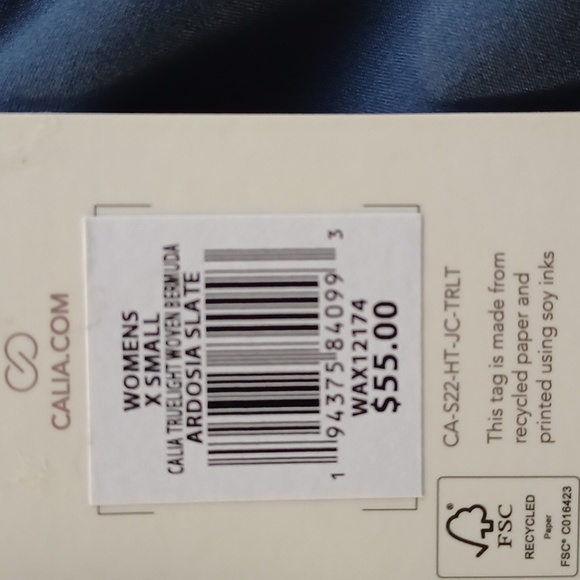 CALIA.COM
WOMENS
X SMALL
CALIA TRUELIGHT WOVEN BERMUDA
ARDOSIA SLATE
1 94375 84099 3
WAX12174
$55.00
CA-S22-HT-JC-TRLT
This tag is made from
recycled paper and
printed using soy inks
®
FSC
RECYCLED
Paper
FSC® C016423